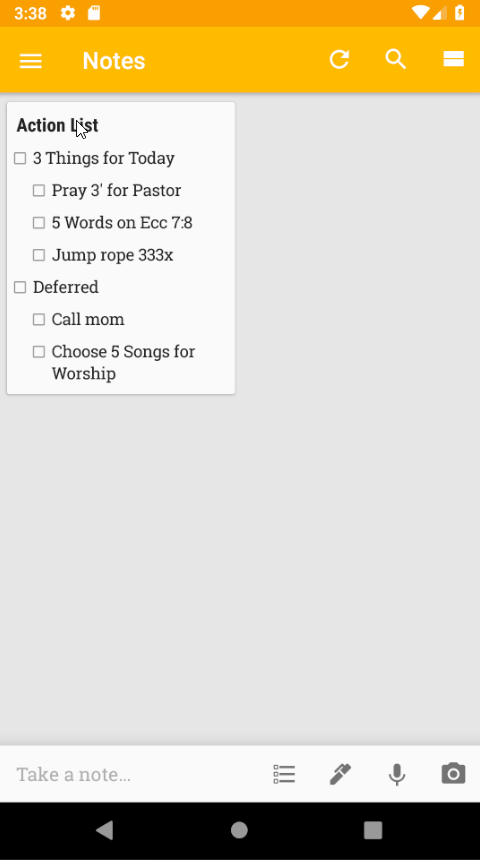 3:38
Notes
Action List
3 Things for Today
Pray 3' for Pastor
5 Words on Ecc 7:8
Jump rope 333x
Deferred
Call mom
Choose 5 Songs for
Worship
Take a note...